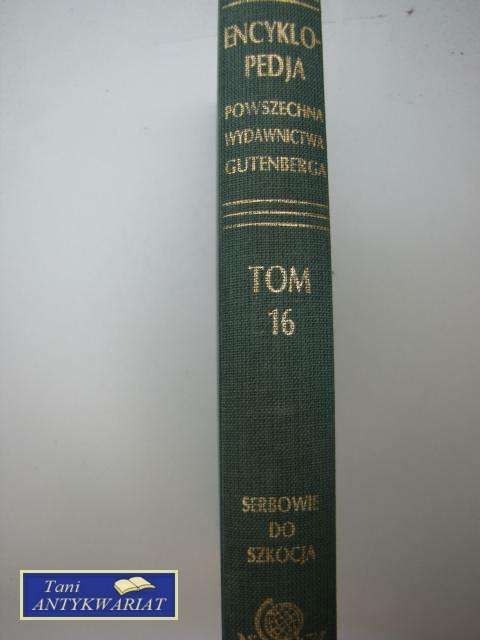 ENCYKLO-
PEDJA
POWSZECHNA
WYDAWNICTWA
GUTENBERGA
TOM
16
SERBOWIE
DO
SZKOCJA
Tani
ANTYKWARIAT